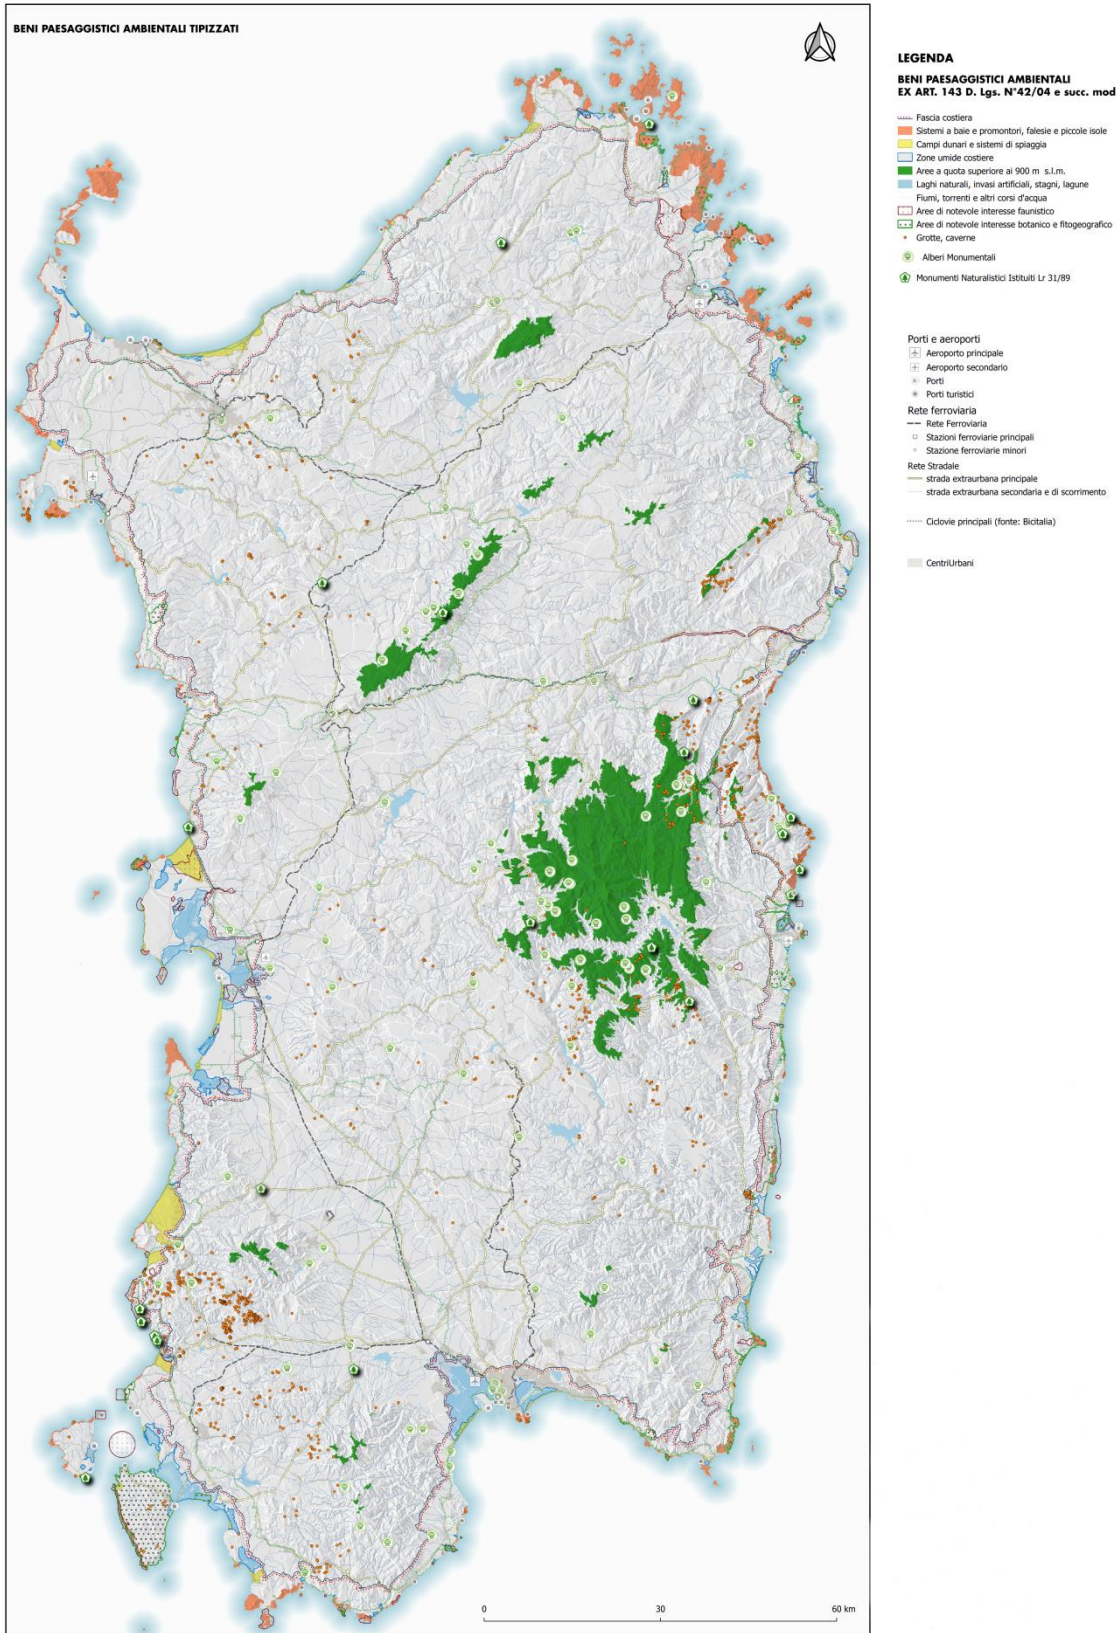 BENI PAESAGGISTICI AMBIENTALI TIPIZZATI
LEGENDA
BENI PAESAGGISTICI AMBIENTALI
EX ART. 143 D. Lgs. N°42/04 e succ. mod
Fascia costiera
Sistemi a baie e promontori, falesie e piccole isole
Campi dunari e sistemi di spiaggia
Zone umide costiere
Aree a quota superiore ai 900 m s.l.m.
Laghi naturali, invasi artificiali, stagni, lagune
Fiumi, torrenti e altri corsi d'acqua
Aree di notevole interesse faunistico
Aree di notevole interesse botanico e fitogeografico
Grotte, caverne
Alberi Monumentali
Monumenti Naturalistici Istituiti Lr 31/89
Porti e aeroporti
Aeroporto principale
Aeroporto secondario
Porti
Porti turistici
Rete ferroviaria
Rete Ferroviaria
Stazioni ferroviarie principali
Stazione ferroviarie minori
Rete Stradale
strada extraurbana principale
strada extraurbana secondaria e di scorrimento
Ciclovie principali (fonte: Bicitalia)
CentriUrbani
0 30 60 km